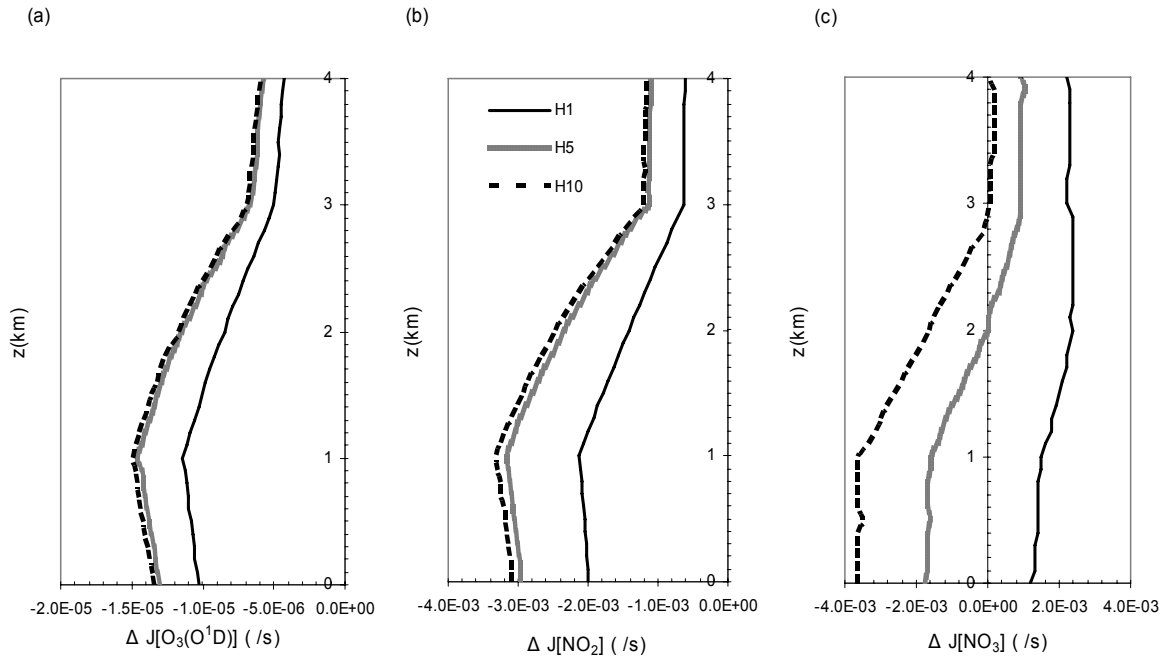 (a)
(b)
(c)
4
3
2
1
0
z(km)
-2.0E-05 -1.5E-05 -1.0E-05 -5.0E-06 0.0E+00
Δ J[O₃(O¹D)] ( /s)
H1
H5
H10
4
3
2
1
0
z(km)
-4.0E-03 -3.0E-03 -2.0E-03 -1.0E-03 0.0E+00
Δ J[NO₂] ( /s)
4
3
2
1
0
z(km)
-4.0E-03 -2.0E-03 0.0E+00 2.0E-03 4.0E-03
Δ J[NO₃] ( /s)